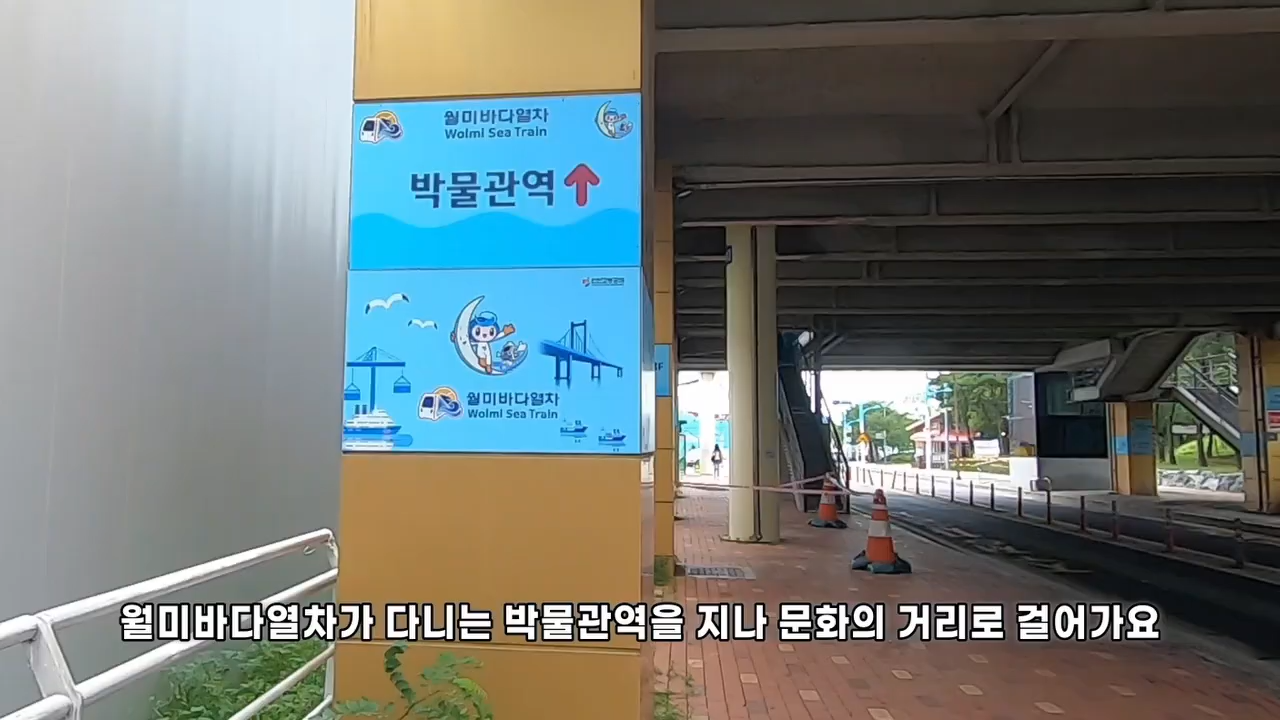 월미바다열차
Wolmi Sea Train
박물관역
월미바다열차
Wolmi Sea Train
월미바다열차가 다니는 박물관역을 지나 문화의 거리로 걸어가요